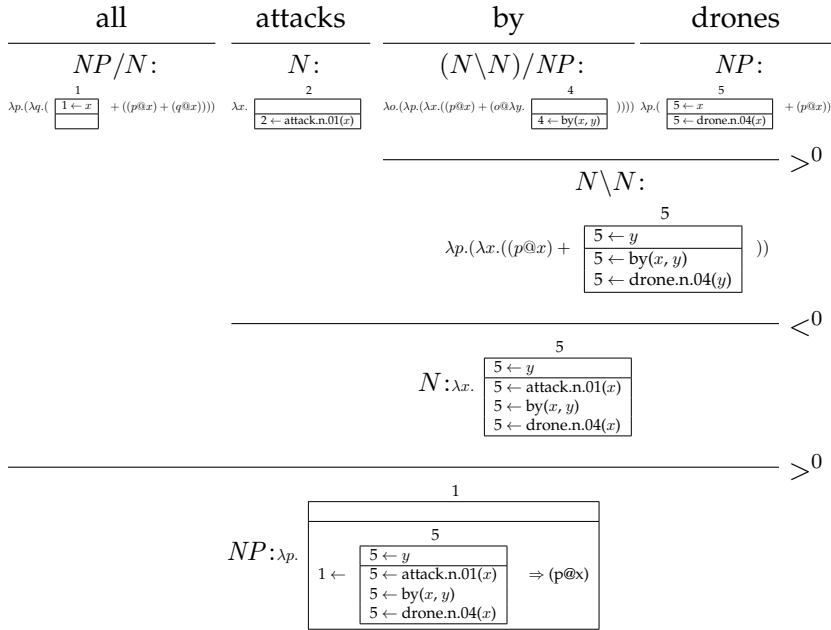 all attacks by drones
NP/N: N: (N\N)/NP: NP:
1 2 4 5
λp.(λq.( 1 ← x + ((p@x) + (q@x)))) λx. 2 ← attack.n.01(x) λo.(λp.(λx.((p@x) + (o@λy. 4 ← by(x, y) )))) λp.( 5 ← x + (p@x))
5 ← drone.n.04(x)
>0
N\N:
5
5 ← y
λp.(λx.((p@x) + 5 ← by(x, y) ))
5 ← drone.n.04(y)
<0
5
5 ← y
N:λx. 5 ← attack.n.01(x)
5 ← by(x, y)
5 ← drone.n.04(x)
>0
1
5
5 ← y
NP:λp. 1 ← 5 ← attack.n.01(x) ⇒ (p@x)
5 ← by(x, y)
5 ← drone.n.04(x)